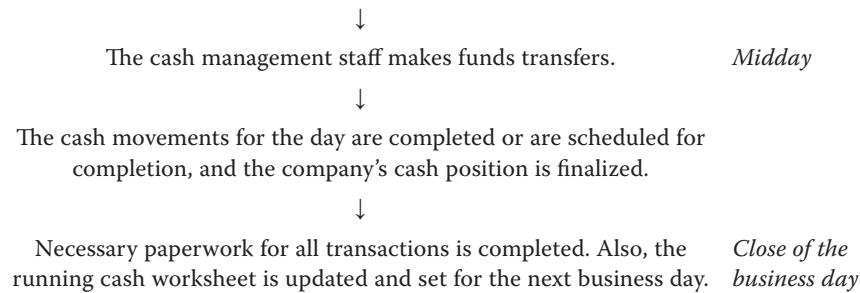 ↓
The cash management staff makes funds transfers. Midday
↓
The cash movements for the day are completed or are scheduled for
completion, and the company’s cash position is finalized.
↓
Necessary paperwork for all transactions is completed. Also, the Close of the
running cash worksheet is updated and set for the next business day. business day